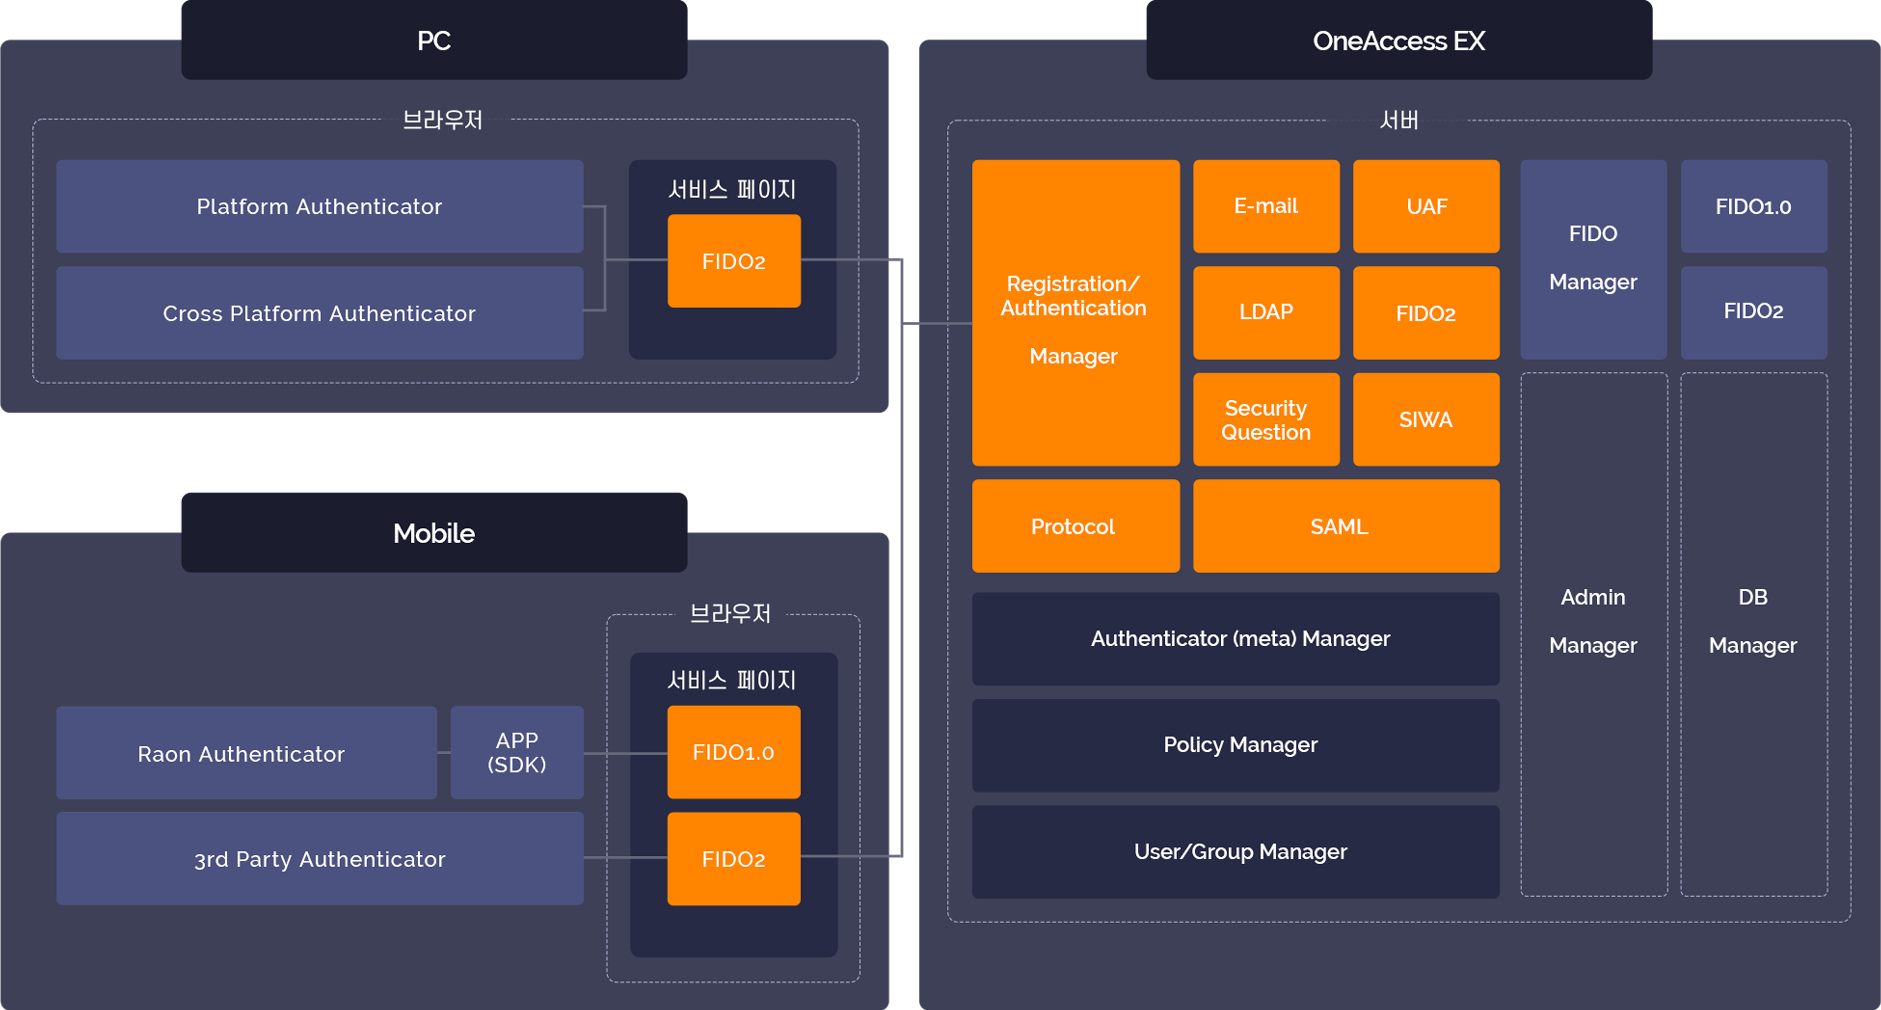 PC
브라우저
Platform Authenticator
Cross Platform Authenticator
서비스 페이지
FIDO2
Mobile
브라우저
서비스 페이지
Raon Authenticator
APP
(SDK)
FIDO1.0
3rd Party Authenticator
FIDO2
OneAccess EX
서버
Registration/
Authentication
Manager
E-mail
UAF
LDAP
FIDO2
Security
Question
SIWA
Protocol
SAML
Authenticator (meta) Manager
Policy Manager
User/Group Manager
FIDO
Manager
FIDO1.0
FIDO2
Admin
Manager
DB
Manager